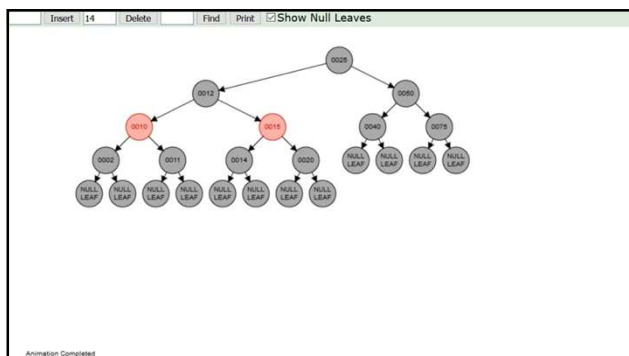 Insert 14 Delete Find Print Show Null Leaves
0025
0012 0050
0010 0015 0040 0075
0002 0011 0014 0020 NULL LEAF NULL LEAF NULL LEAF NULL LEAF
NULL LEAF NULL LEAF NULL LEAF NULL LEAF NULL LEAF NULL LEAF NULL LEAF NULL LEAF
Animation Completed